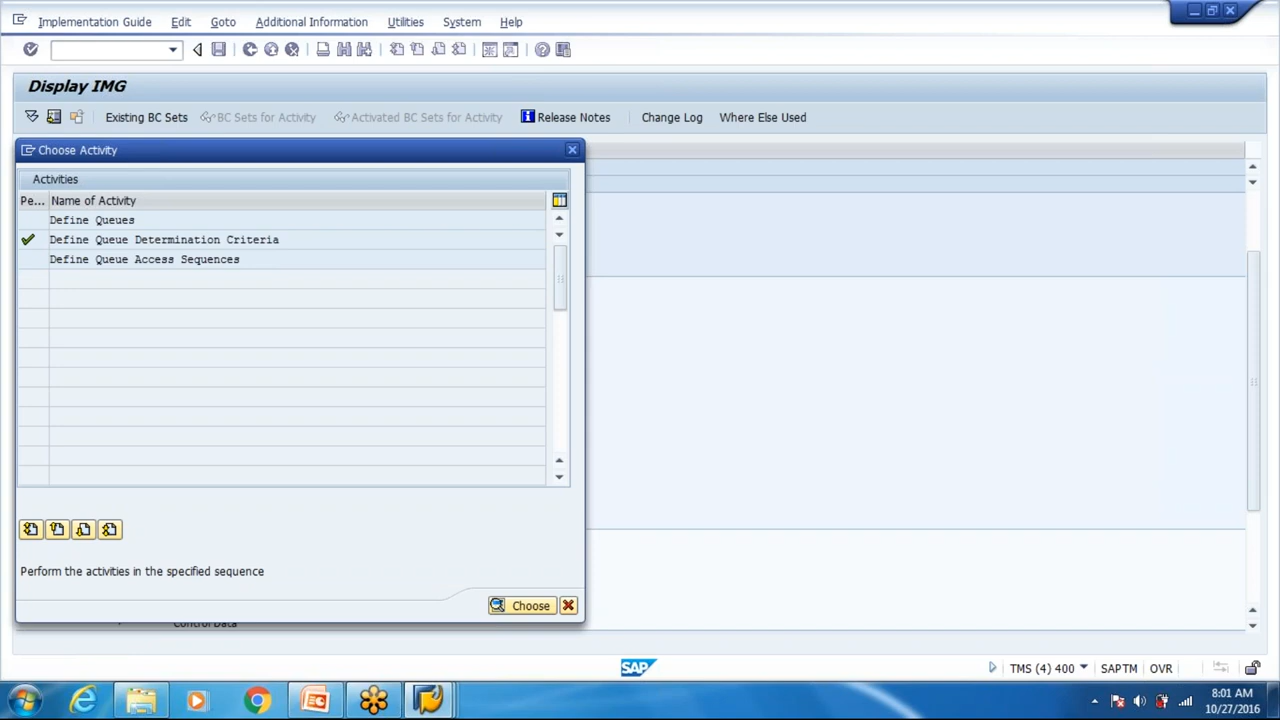 Implementation Guide Edit Goto Additional Information Utilities System Help
Display IMG
Existing BC Sets BC Sets for Activity Activated BC Sets for Activity Release Notes Change Log Where Else Used
Choose Activity
Activities
Pe... Name of Activity
Define Queues
Define Queue Determination Criteria
Define Queue Access Sequences
Perform the activities in the specified sequence
Choose
Control Data
SAP
TMS (4) 400 SAPTM OVR
8:01 AM
10/27/2016